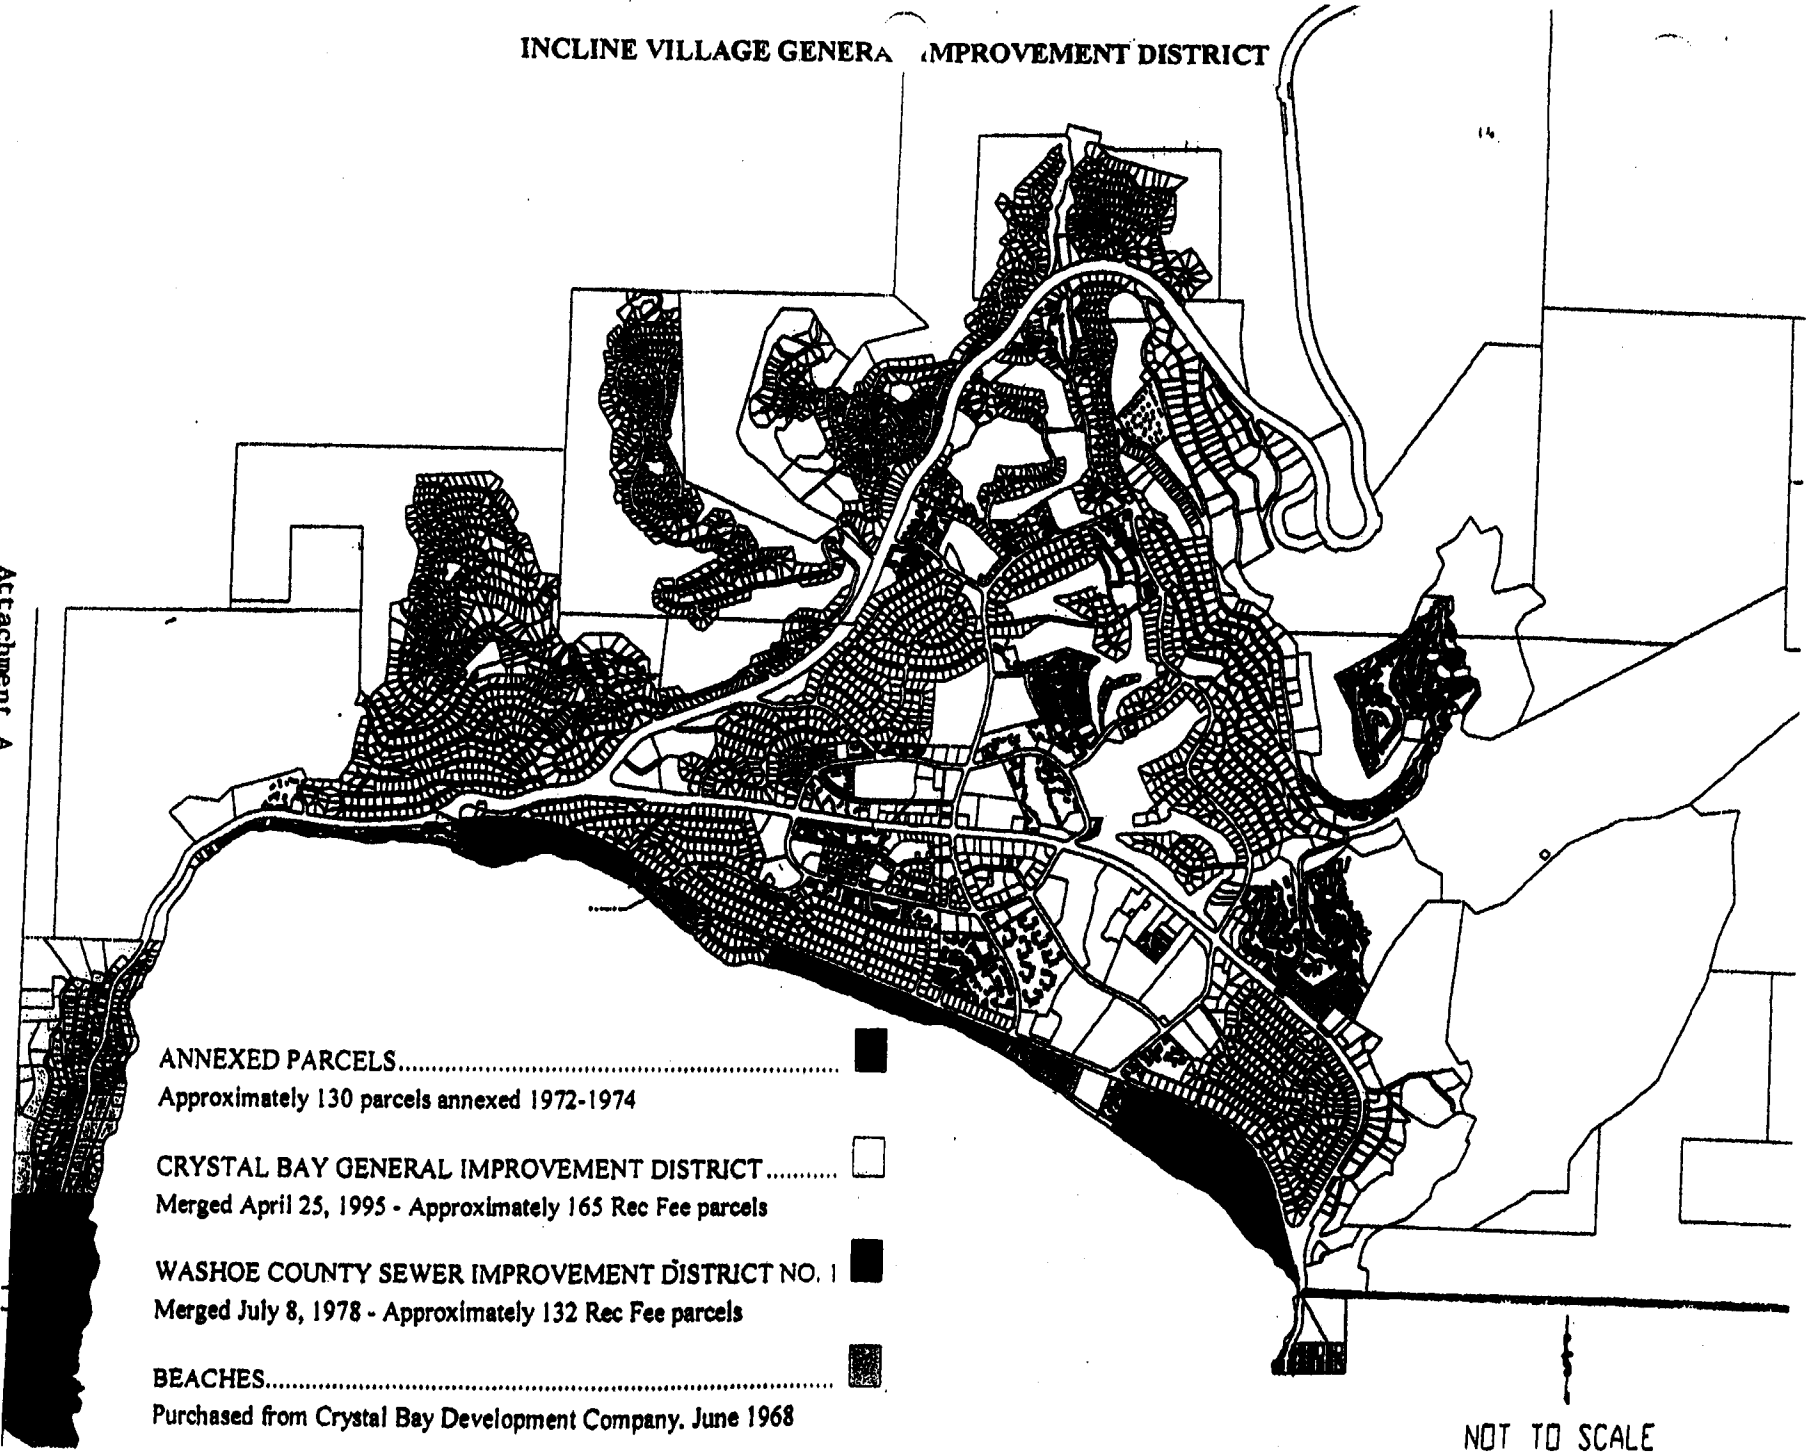 INCLINE VILLAGE GENERA IMPROVEMENT DISTRICT
14
Attachment A
ANNEXED PARCELS
Approximately 130 parcels annexed 1972-1974
CRYSTAL BAY GENERAL IMPROVEMENT DISTRICT
Merged April 25, 1995 - Approximately 165 Rec Fee parcels
WASHOE COUNTY SEWER IMPROVEMENT DISTRICT NO. 1
Merged July 8, 1978 - Approximately 132 Rec Fee parcels
BEACHES
Purchased from Crystal Bay Development Company, June 1968
NOT TO SCALE